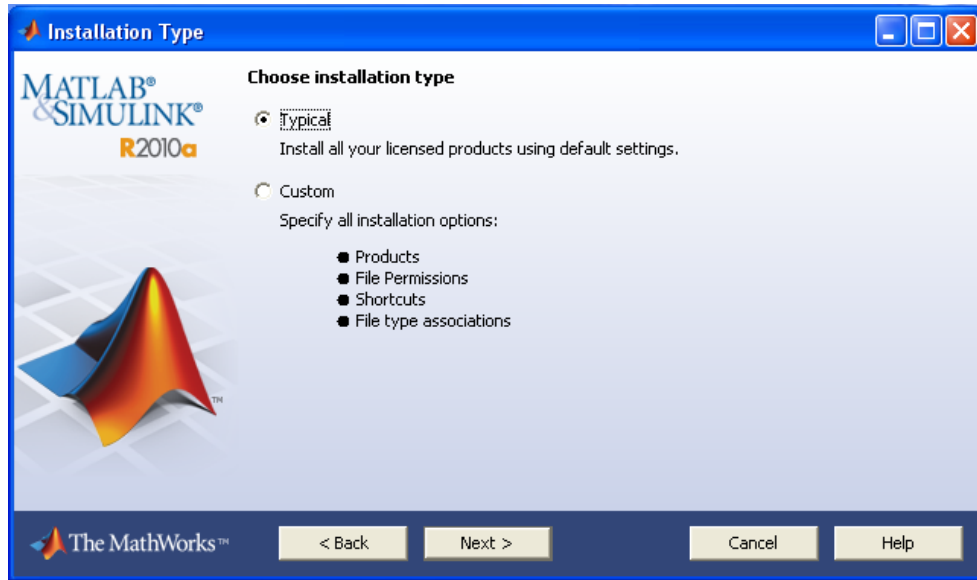 Installation Type
MATLAB®
&SIMULINK®
R2010a
Choose installation type
Typical
Install all your licensed products using default settings.
Custom
Specify all installation options:
● Products
● File Permissions
● Shortcuts
● File type associations
TM
The MathWorks™
< Back
Next >
Cancel
Help